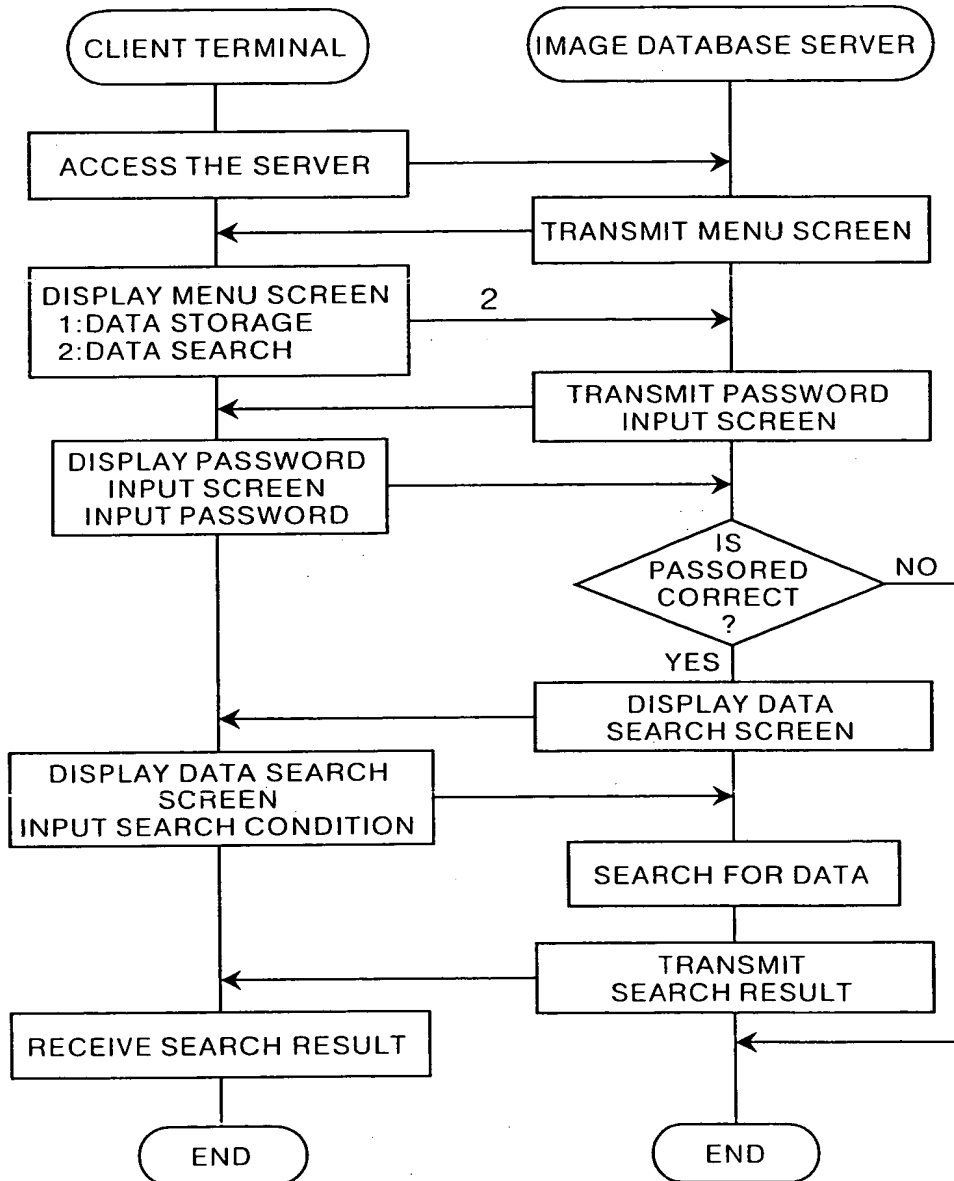 CLIENT TERMINAL
IMAGE DATABASE SERVER
ACCESS THE SERVER
TRANSMIT MENU SCREEN
DISPLAY MENU SCREEN
1:DATA STORAGE
2:DATA SEARCH
2
TRANSMIT PASSWORD
INPUT SCREEN
DISPLAY PASSWORD
INPUT SCREEN
INPUT PASSWORD
IS
PASSORED
CORRECT
?
NO
YES
DISPLAY DATA
SEARCH SCREEN
DISPLAY DATA SEARCH
SCREEN
INPUT SEARCH CONDITION
SEARCH FOR DATA
TRANSMIT
SEARCH RESULT
RECEIVE SEARCH RESULT
END
END